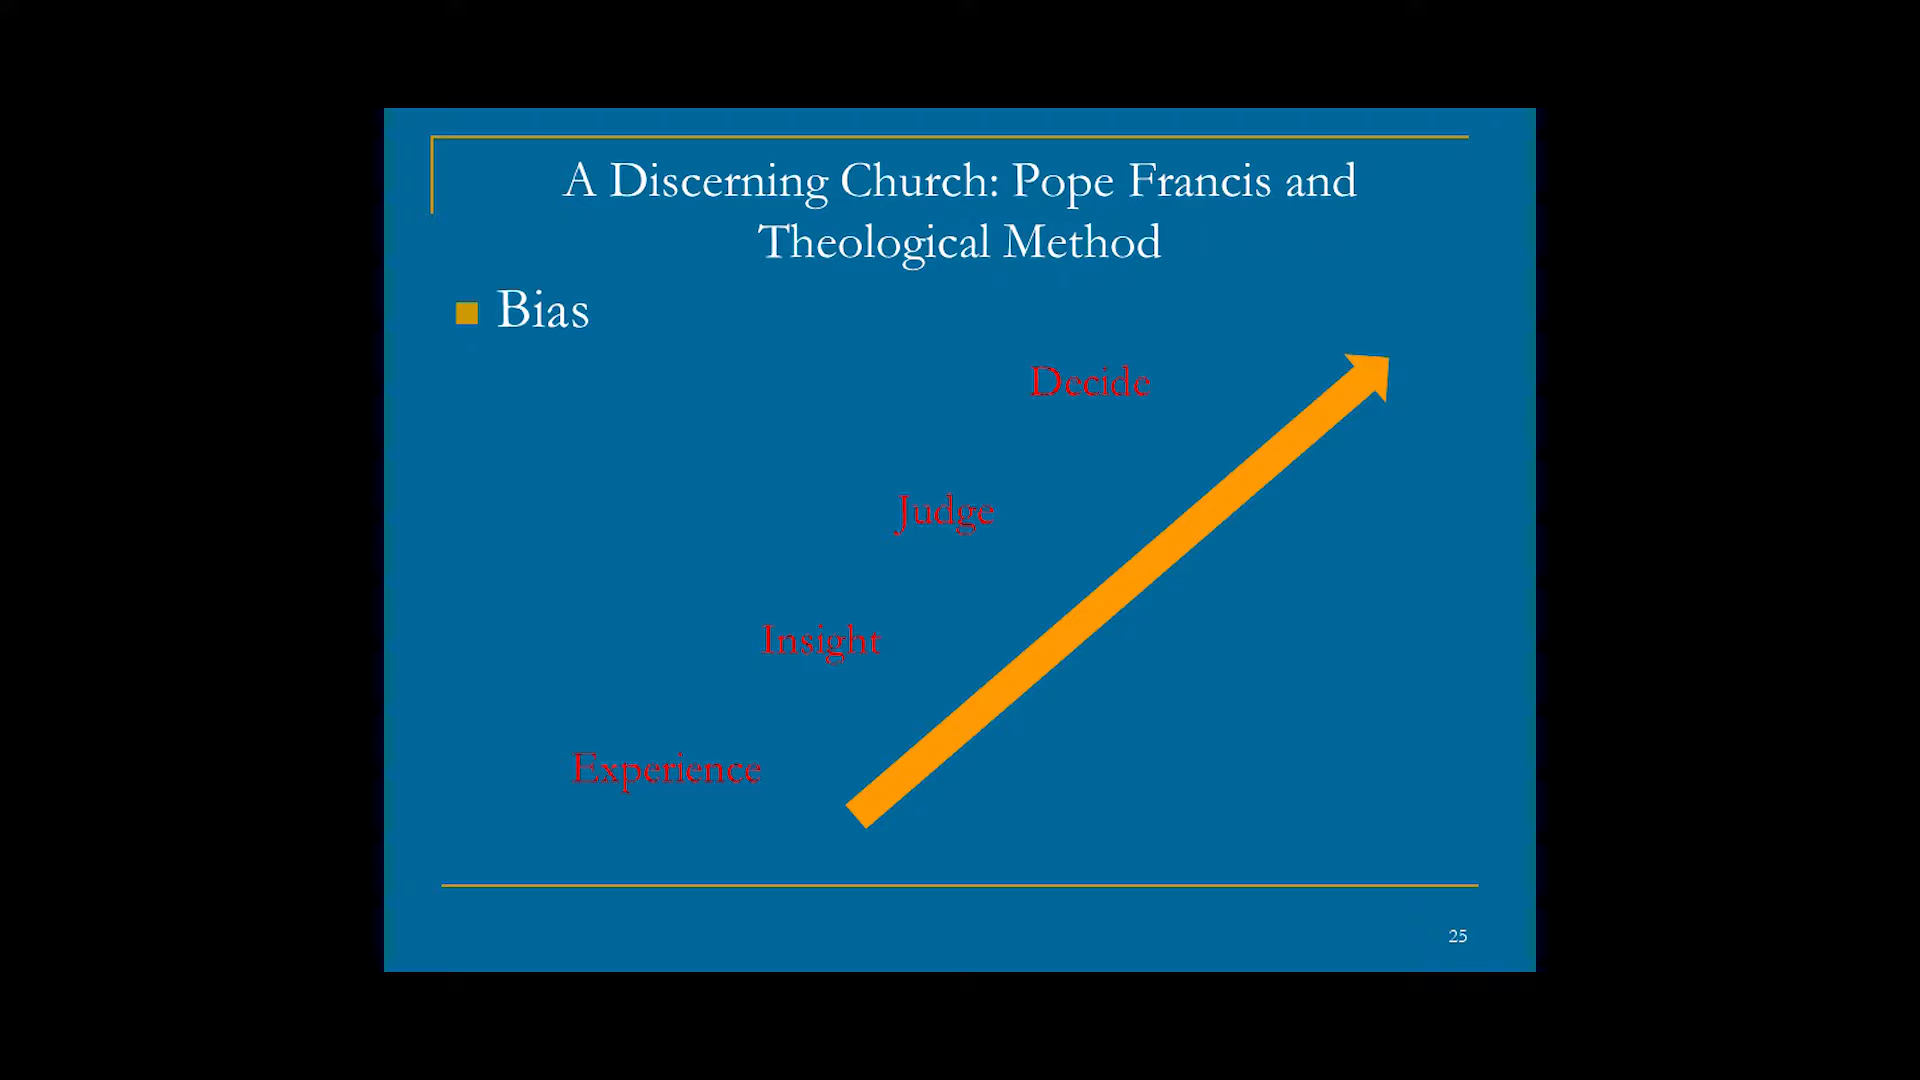 A Discerning Church: Pope Francis and
Theological Method
Bias
Decide
Judge
Insight
Experience
25